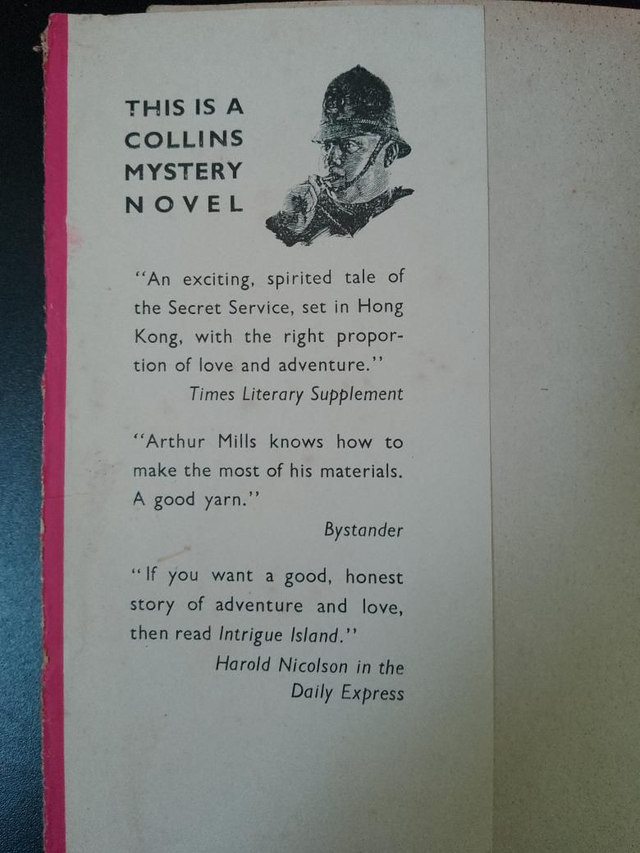 THIS IS A
COLLINS
MYSTERY
NOVEL
"An exciting, spirited tale of
the Secret Service, set in Hong
Kong, with the right propor-
tion of love and adventure."
Times Literary Supplement
"Arthur Mills knows how to
make the most of his materials.
A good yarn."
Bystander
"If you want a good, honest
story of adventure and love,
then read Intrigue Island."
Harold Nicolson in the
Daily Express